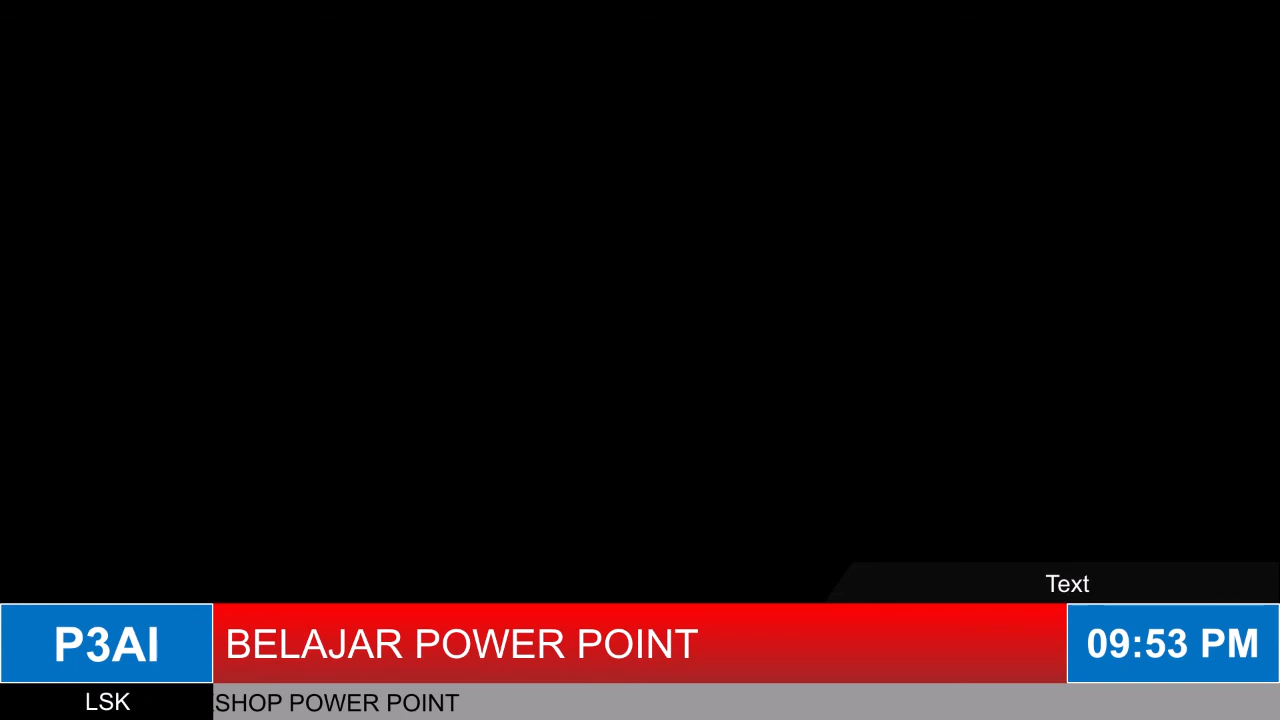 Text
P3AI
BELAJAR POWER POINT
09:53 PM
LSK
SHOP POWER POINT